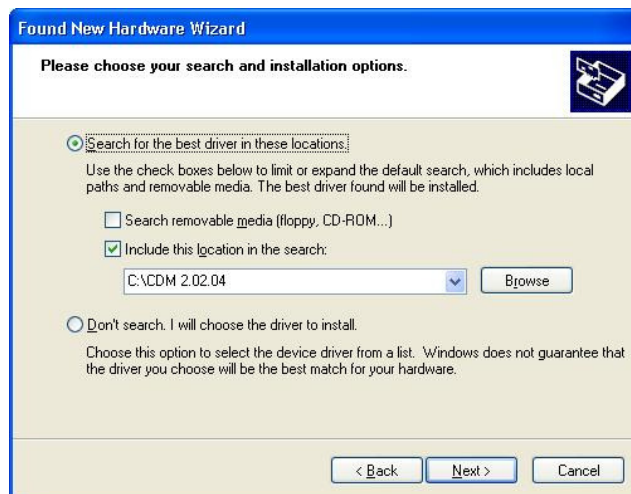 Found New Hardware Wizard
Please choose your search and installation options.
Search for the best driver in these locations.
Use the check boxes below to limit or expand the default search, which includes local
paths and removable media. The best driver found will be installed.
Search removable media (floppy, CD-ROM...)
Include this location in the search:
C:\CDM 2.02.04
Browse
Don't search. I will choose the driver to install.
Choose this option to select the device driver from a list. Windows does not guarantee that
the driver you choose will be the best match for your hardware.
< Back
Next >
Cancel